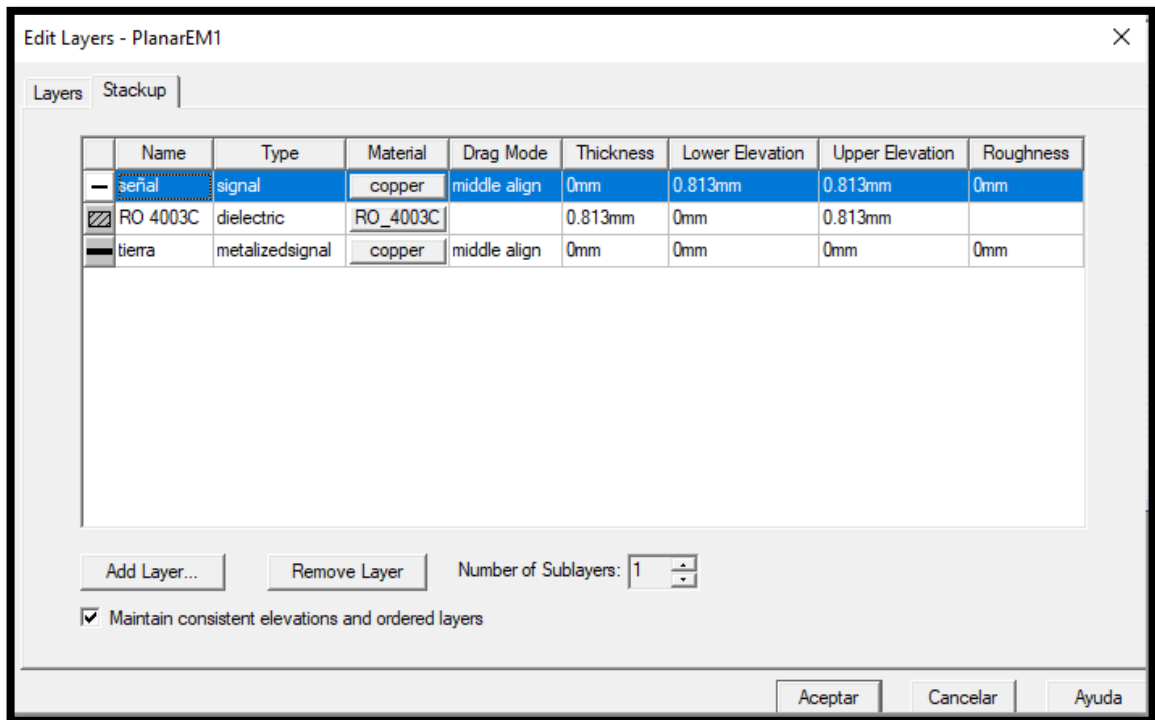 Edit Layers - PlanarEM1
Layers Stackup
Name Type Material Drag Mode Thickness Lower Elevation Upper Elevation Roughness
señal signal copper middle align 0mm 0.813mm 0.813mm 0mm
RO 4003C dielectric RO_4003C 0.813mm 0mm 0.813mm
tierra metalizedsignal copper middle align 0mm 0mm 0mm 0mm
Add Layer... Remove Layer Number of Sublayers: 1
Maintain consistent elevations and ordered layers
Aceptar Cancelar Ayuda